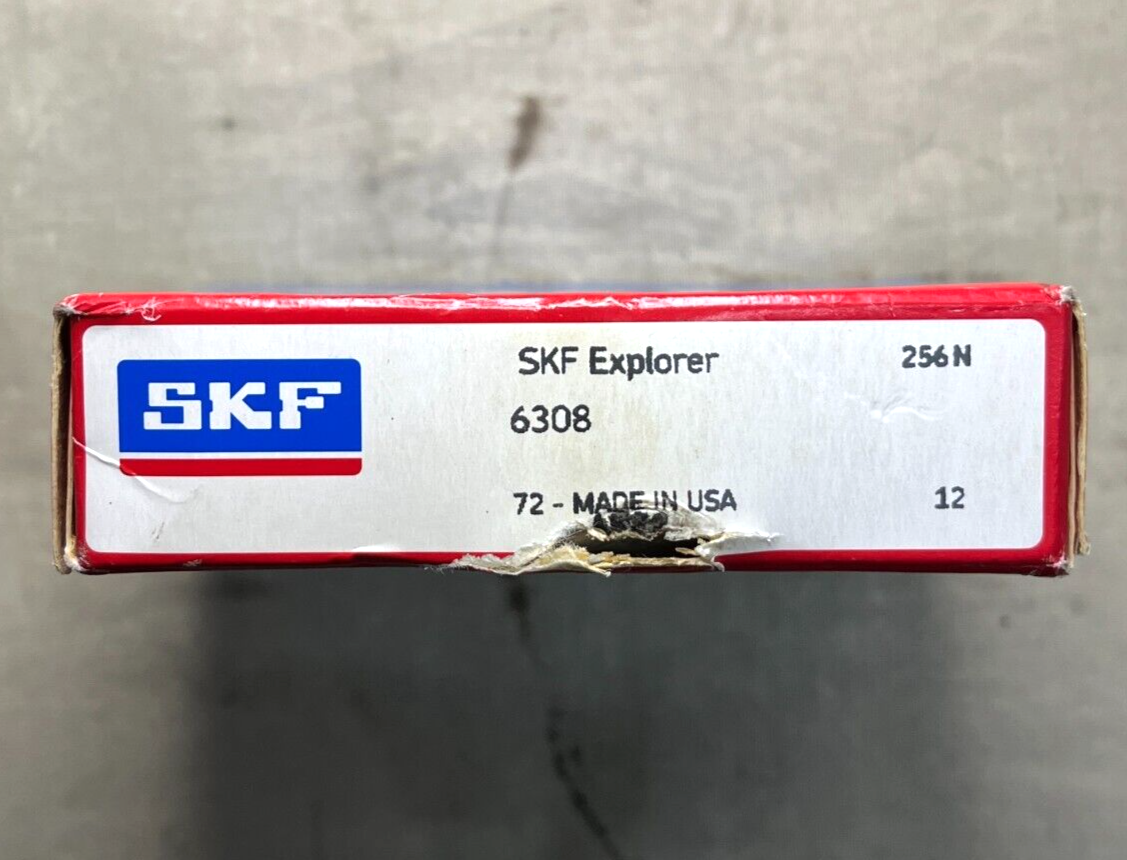 SKF
SKF Explorer 256N
6308
72 - MADE IN USA 12